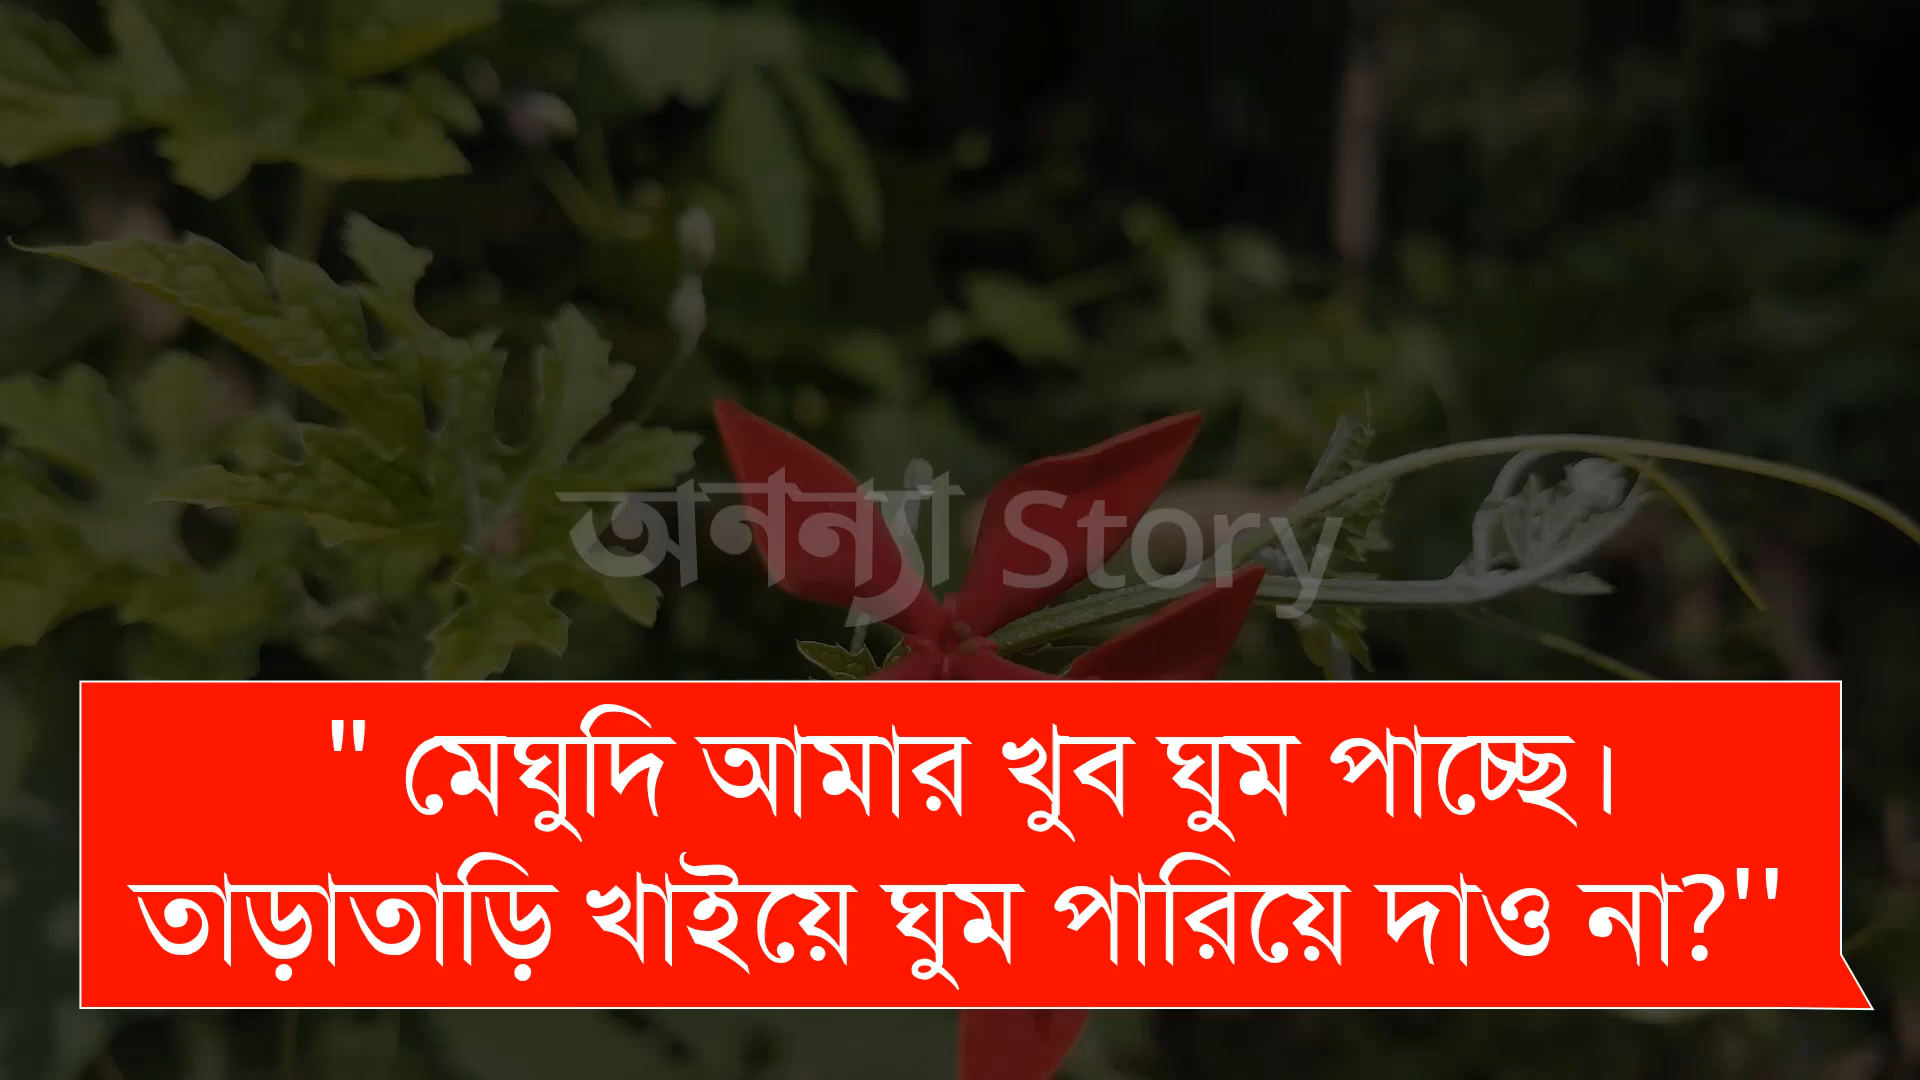 অনন্যা Story
" মেঘুদি আমার খুব ঘুম পাচ্ছে।
তাড়াতাড়ি খাইয়ে ঘুম পারিয়ে দাও না?''